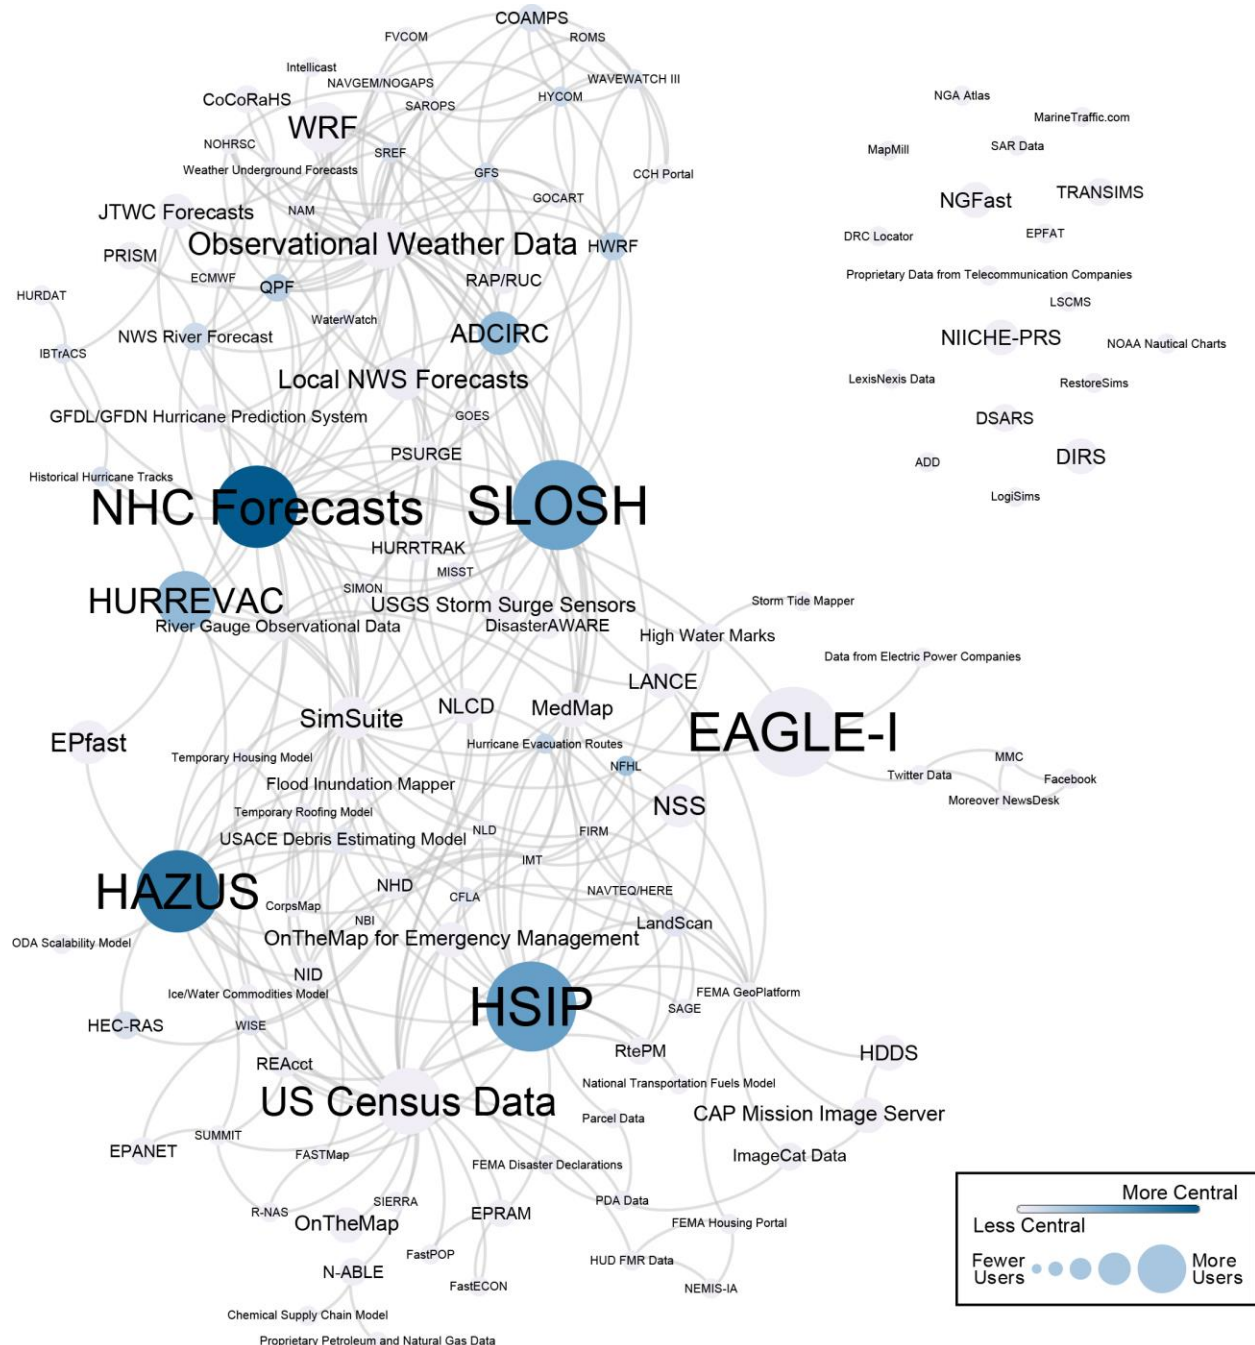 COAMPS
FVCOM
ROMS
Intellicast
NAVGEM/NOGAPS
WAVEWATCH III
CoCoRaHS
SAROPS
HYCOM
NGA Atlas
MarineTraffic.com
WRF
NOHRSC
SREF
MapMill
SAR Data
Weather Underground Forecasts
GFS
CCH Portal
GOCART
NGFast
TRANSIMS
JTWC Forecasts
NAM
Observational Weather Data
HWRF
DRC Locator
EPFAT
PRISM
ECMWF
QPF
RAP/RUC
Proprietary Data from Telecommunication Companies
HURDAT
LSCMS
WaterWatch
NWS River Forecast
ADCIRC
NIICHE-PRS
NOAA Nautical Charts
IBTrACS
Local NWS Forecasts
LexisNexis Data
RestoreSims
GFDL/GFDN Hurricane Prediction System
GOES
DSARS
PSURGE
DIRS
ADD
Historical Hurricane Tracks
LogiSims
NHC Forecasts
SLOSH
HURRTRAK
MISST
SIMON
HURREVAC
USGS Storm Surge Sensors
Storm Tide Mapper
River Gauge Observational Data
DisasterAWARE
High Water Marks
Data from Electric Power Companies
LANCE
SimSuite
NLCD
MedMap
EAGLE-I
EPfast
Hurricane Evacuation Routes
Temporary Housing Model
NFHL
MMC
Flood Inundation Mapper
Twitter Data
Facebook
Moreover NewsDesk
NSS
Temporary Roofing Model
USACE Debris Estimating Model
NLD
FIRM
IMT
HAZUS
NHD
CFLA
NAVTEQ/HERE
CorpsMap
NBI
LandScan
ODA Scalability Model
OnTheMap for Emergency Management
NID
Ice/Water Commodities Model
FEMA GeoPlatform
HSIP
SAGE
HEC-RAS
WISE
RtePM
HDDS
REAcct
National Transportation Fuels Model
US Census Data
Parcel Data
CAP Mission Image Server
SUMMIT
EPANET
FASTMap
FEMA Disaster Declarations
ImageCat Data
SIERRA
PDA Data
R-NAS
OnTheMap
EPRAM
FEMA Housing Portal
FastPOP
HUD FMR Data
N-ABLE
FastECON
NEMIS-IA
Chemical Supply Chain Model
Proprietary Petroleum and Natural Gas Data
More Central
Less Central
Fewer Users
More Users